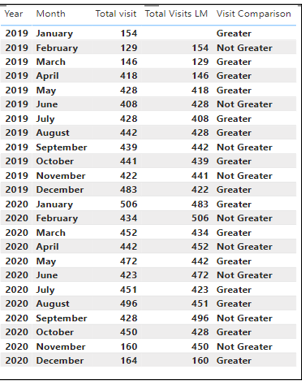 Year Month Total visit Total Visits LM Visit Comparison
2019 January 154 Greater
2019 February 129 154 Not Greater
2019 March 146 129 Greater
2019 April 418 146 Greater
2019 May 428 418 Greater
2019 June 408 428 Not Greater
2019 July 428 408 Greater
2019 August 442 428 Greater
2019 September 439 442 Not Greater
2019 October 441 439 Greater
2019 November 422 441 Not Greater
2019 December 483 422 Greater
2020 January 506 483 Greater
2020 February 434 506 Not Greater
2020 March 452 434 Greater
2020 April 442 452 Not Greater
2020 May 472 442 Greater
2020 June 423 472 Not Greater
2020 July 451 423 Greater
2020 August 496 451 Greater
2020 September 428 496 Not Greater
2020 October 450 428 Greater
2020 November 160 450 Not Greater
2020 December 164 160 Greater